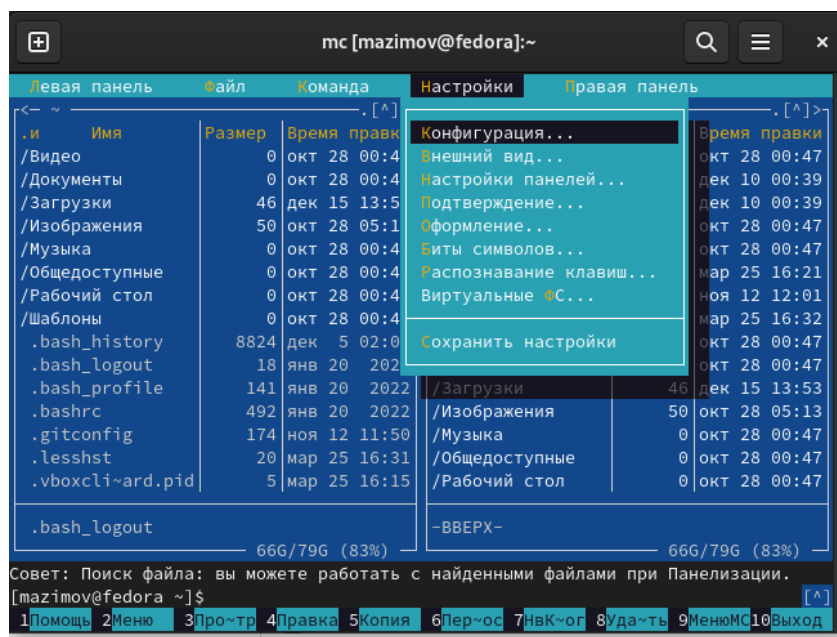 mc [mazimov@fedora]:~
Левая панель Файл Команда Настройки Правая панель
<— ~ .[^] .[^]>
.и Имя Размер Время правк Время правки
/Видео 0 окт 28 00:4 Конфигурация... окт 28 00:47
/Документы 0 окт 28 00:4 Внешний вид... дек 10 00:39
/Загрузки 46 дек 15 13:5 Настройки панелей... дек 10 00:39
/Изображения 50 окт 28 05:1 Подтверждение... окт 28 00:47
/Музыка 0 окт 28 00:4 Оформление... окт 28 00:47
/Общедоступные 0 окт 28 00:4 Биты символов... мар 25 16:21
/Рабочий стол 0 окт 28 00:4 Распознавание клавиш... ноя 12 12:01
/Шаблоны 0 окт 28 00:4 Виртуальные ФС... мар 25 16:32
.bash_history 8824 дек 5 02:0 Сохранить настройки окт 28 00:47
.bash_logout 18 янв 20 202 окт 28 00:47
.bash_profile 141 янв 20 2022 /Загрузки 46 дек 15 13:53
.bashrc 492 янв 20 2022 /Изображения 50 окт 28 05:13
.gitconfig 174 ноя 12 11:50 /Музыка 0 окт 28 00:47
.lesshst 20 мар 25 16:31 /Общедоступные 0 окт 28 00:47
.vboxcli~ard.pid 5 мар 25 16:15 /Рабочий стол 0 окт 28 00:47
.bash_logout -ВВЕРХ-
66G/79G (83%) 66G/79G (83%)
Совет: Поиск файла: вы можете работать с найденными файлами при Панелизации.
[mazimov@fedora ~]$ [^]
1Помощь 2Меню 3Про~тр 4Правка 5Копия 6Пер~ос 7НвК~ог 8Уда~ть 9МенюMC 10Выход